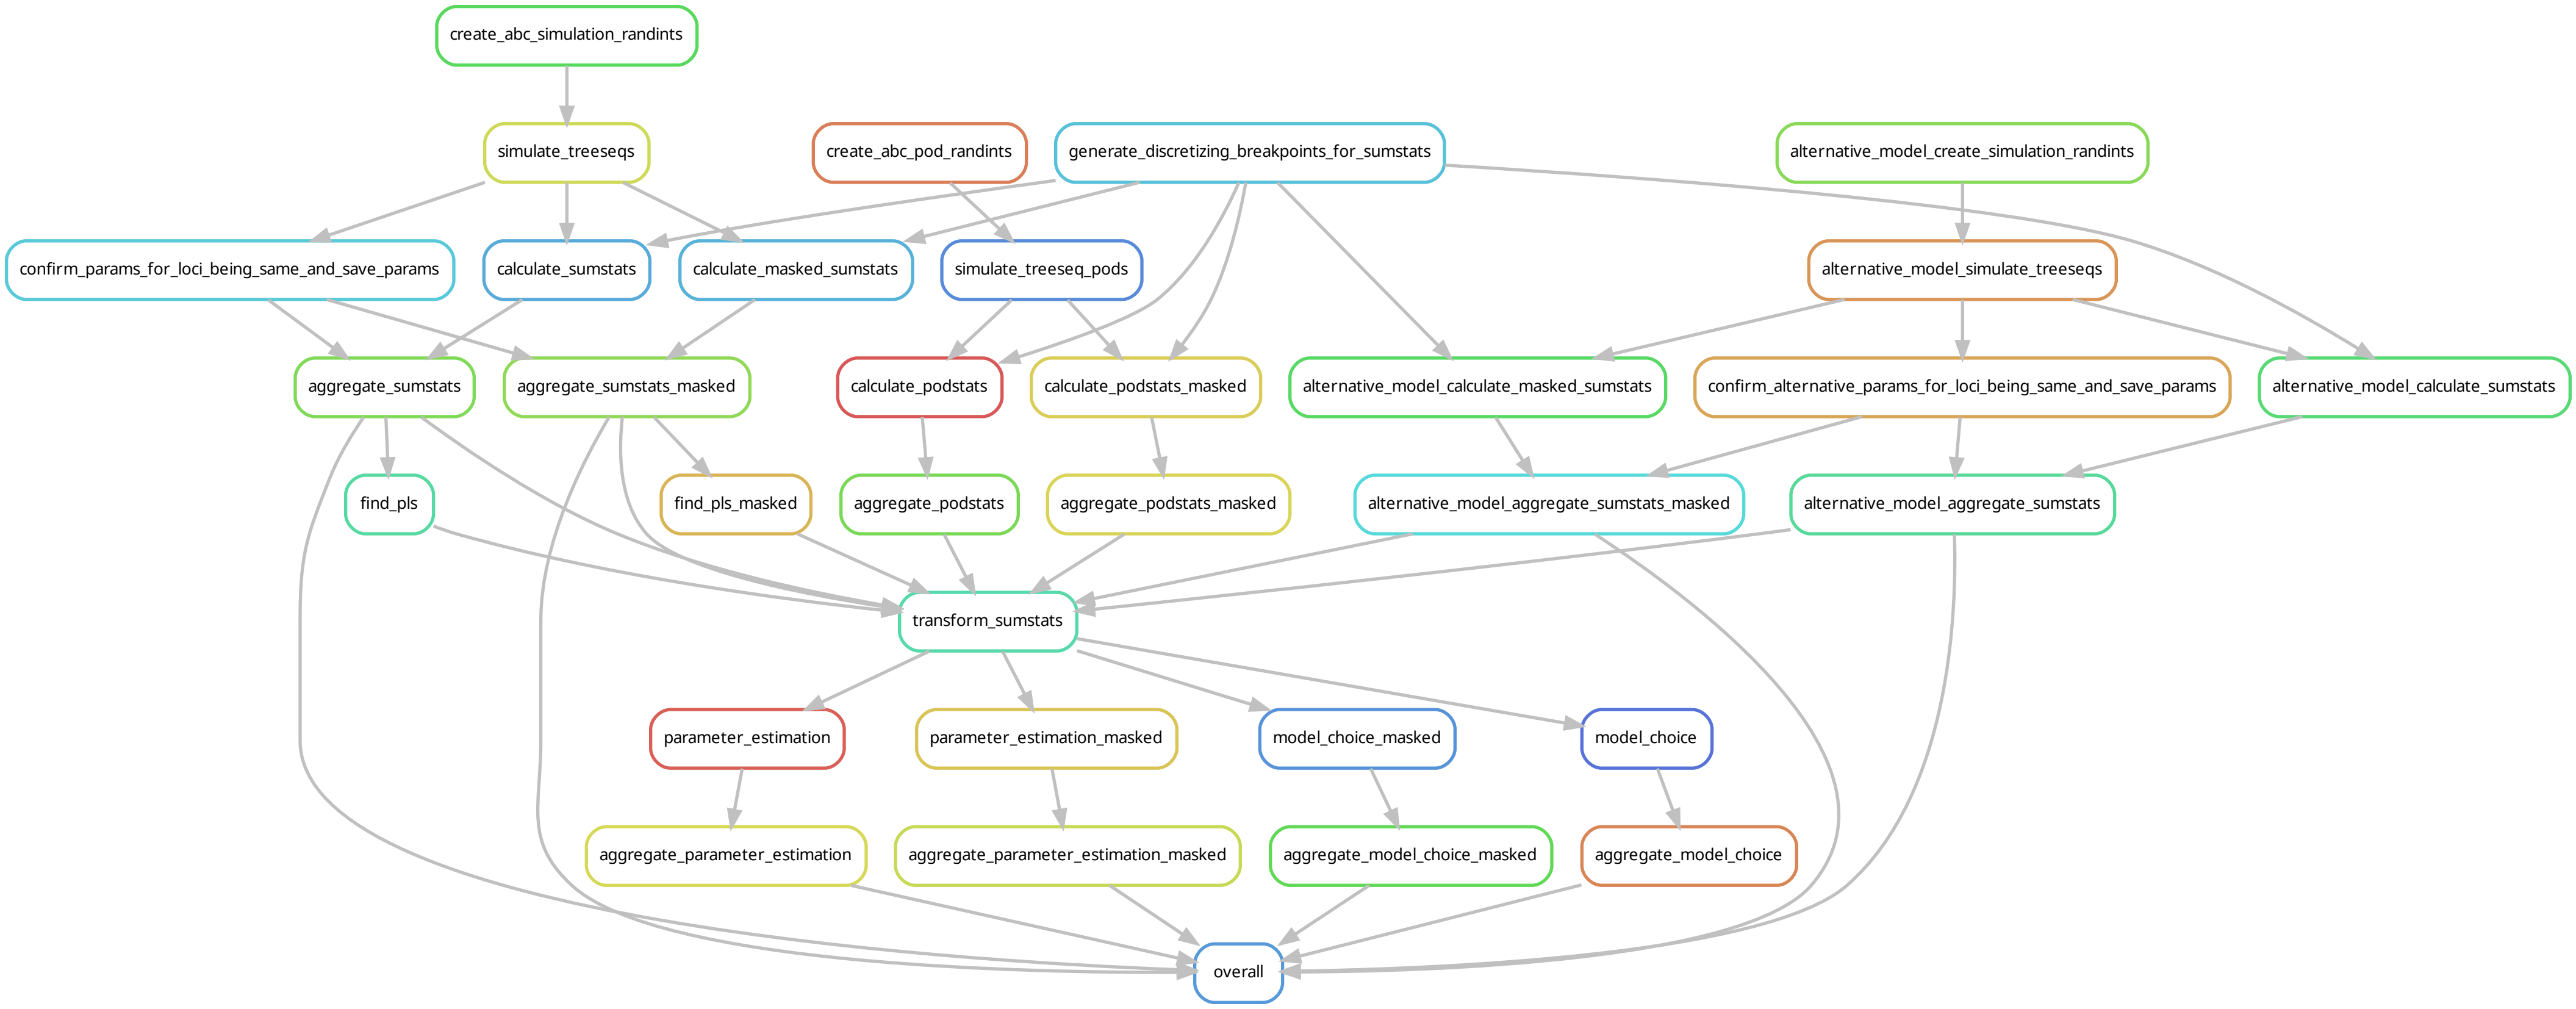 create_abc_simulation_randints
simulate_treeseqs
create_abc_pod_randints
generate_discretizing_breakpoints_for_sumstats
alternative_model_create_simulation_randints
confirm_params_for_loci_being_same_and_save_params
calculate_sumstats
calculate_masked_sumstats
simulate_treeseq_pods
alternative_model_simulate_treeseqs
aggregate_sumstats
aggregate_sumstats_masked
calculate_podstats
calculate_podstats_masked
alternative_model_calculate_masked_sumstats
confirm_alternative_params_for_loci_being_same_and_save_params
alternative_model_calculate_sumstats
find_pls
find_pls_masked
aggregate_podstats
aggregate_podstats_masked
alternative_model_aggregate_sumstats_masked
alternative_model_aggregate_sumstats
transform_sumstats
parameter_estimation
parameter_estimation_masked
model_choice_masked
model_choice
aggregate_parameter_estimation
aggregate_parameter_estimation_masked
aggregate_model_choice_masked
aggregate_model_choice
overall